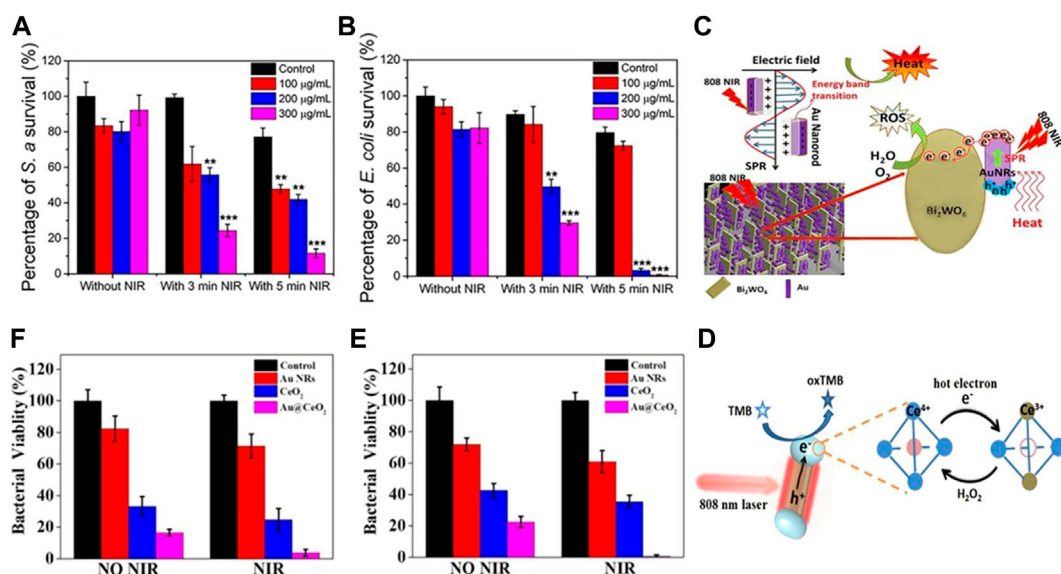 A
Percentage of S. a survival (%)
120
100
80
60
40
20
0
Control
100 μg/mL
200 μg/mL
300 μg/mL
**
***
**
**
***
Without NIR
With 3 min NIR
With 5 min NIR
B
Percentage of E. coli survival (%)
120
100
80
60
40
20
0
Control
100 μg/mL
200 μg/mL
300 μg/mL
**
***
***
***
Without NIR
With 3 min NIR
With 5 min NIR
C
Electric field
808 NIR
Energy band
transition
Au Nanorod
SPR
Heat
ROS
H2O
O2
e-
808 NIR
SPR
AuNRs
h+
Heat
Bi2WO6
808 NIR
Bi2WO6
Au
F
Bacterial Viablity (%)
120
100
80
60
40
20
0
Control
Au NRs
CeO2
Au@CeO2
NO NIR
NIR
E
Bacterial Viablity (%)
120
100
80
60
40
20
0
Control
Au NRs
CeO2
Au@CeO2
NO NIR
NIR
D
TMB
oxTMB
e-
h+
808 nm laser
Ce4+
hot electron
e-
Ce3+
H2O2